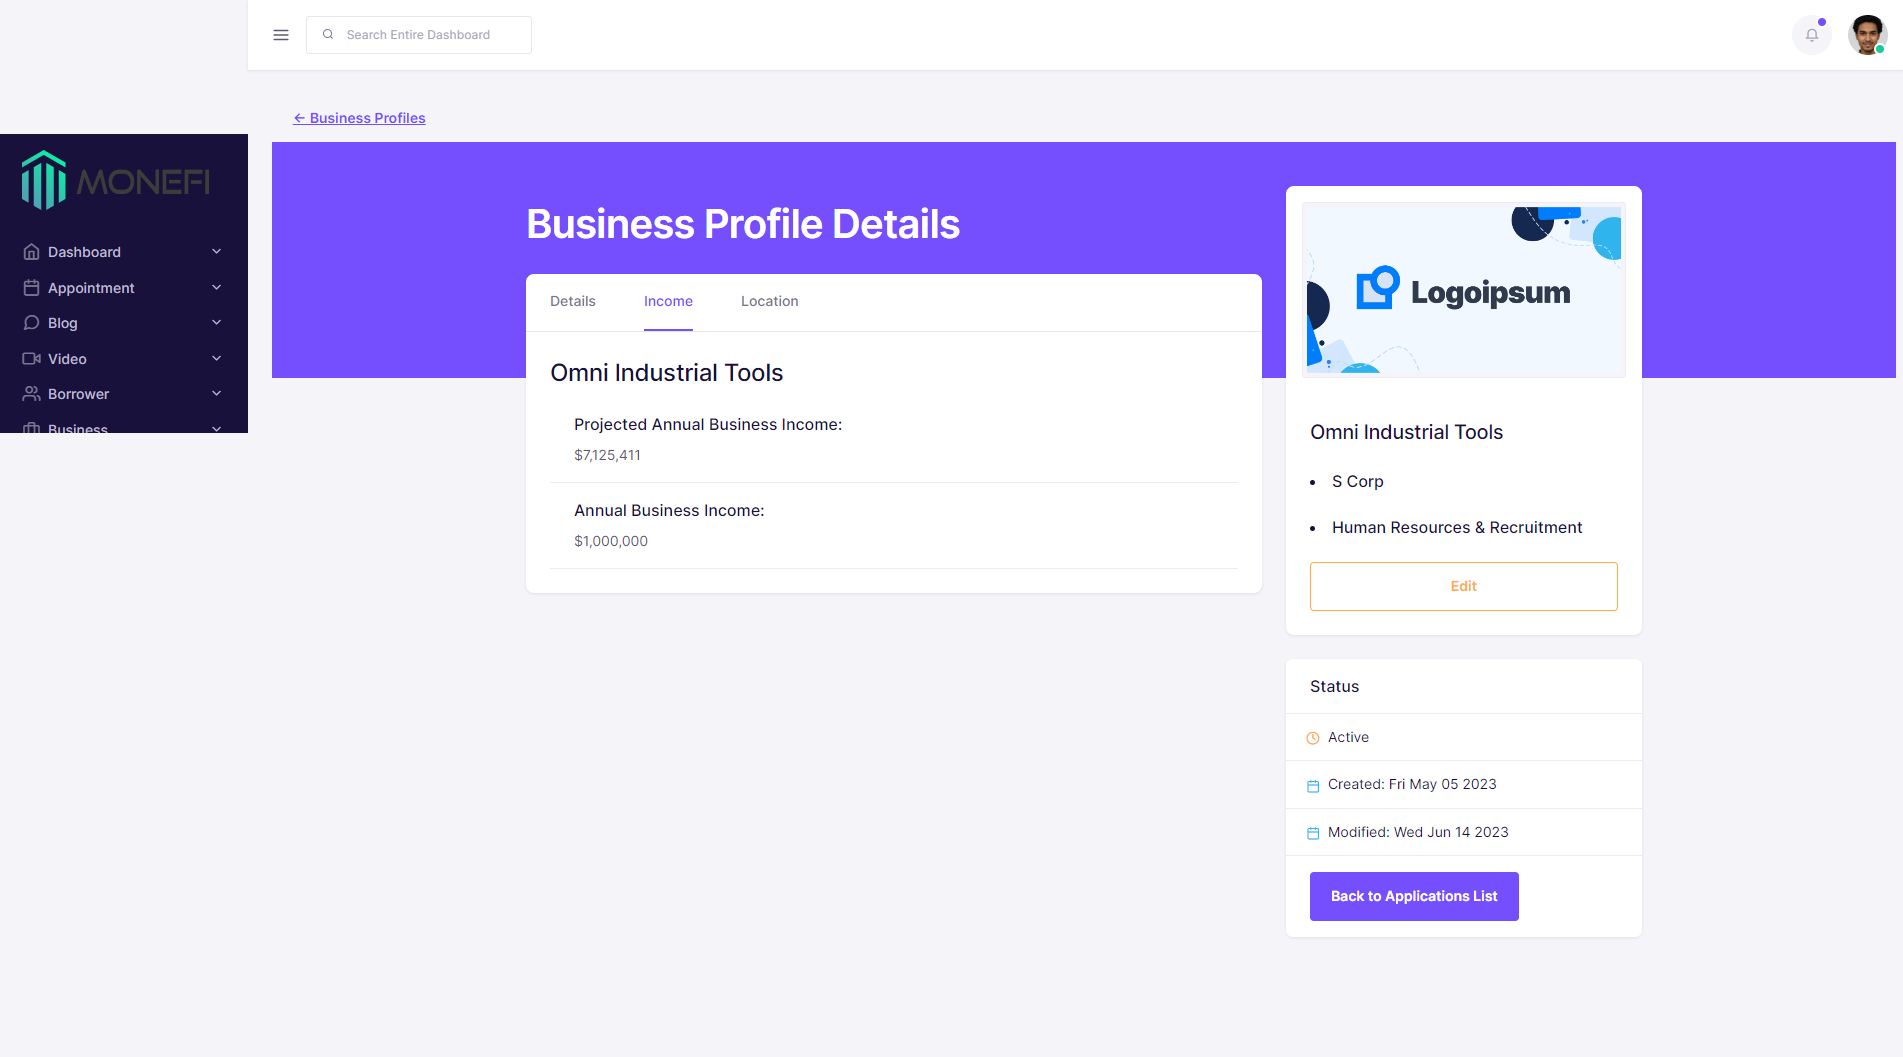 Search Entire Dashboard
← Business Profiles
MONEFI
Dashboard
Appointment
Blog
Video
Borrower
Business
Business Profile Details
Details
Income
Location
Omni Industrial Tools
Projected Annual Business Income:
$7,125,411
Annual Business Income:
$1,000,000
Logoipsum
Omni Industrial Tools
• S Corp
• Human Resources & Recruitment
Edit
Status
Active
Created: Fri May 05 2023
Modified: Wed Jun 14 2023
Back to Applications List